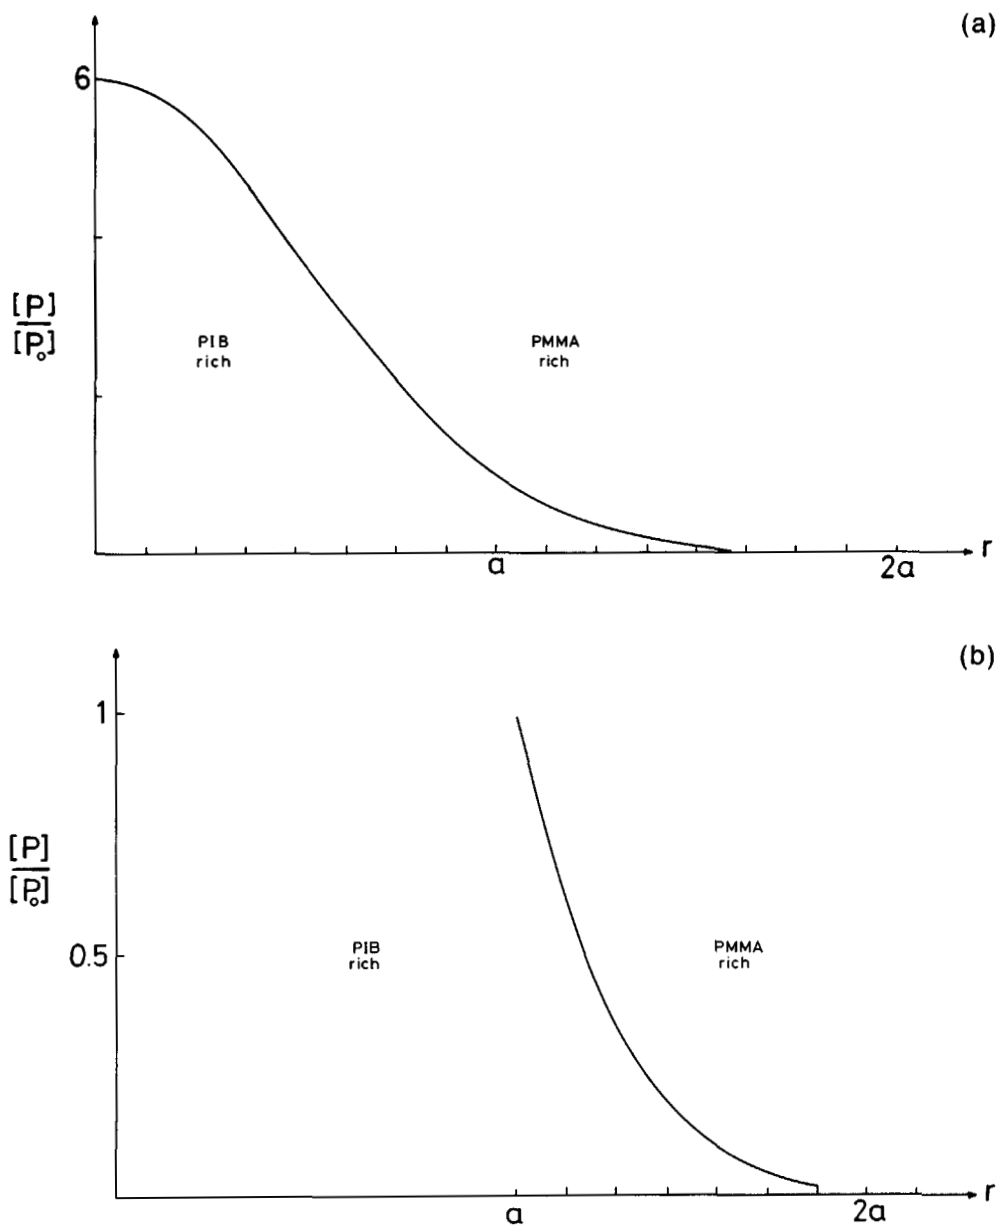 (a)
6
[P]
[P₀]
PIB
rich
PMMA
rich
a
2a
r
(b)
1
[P]
[P₀]
0.5
PIB
rich
PMMA
rich
a
2a
r